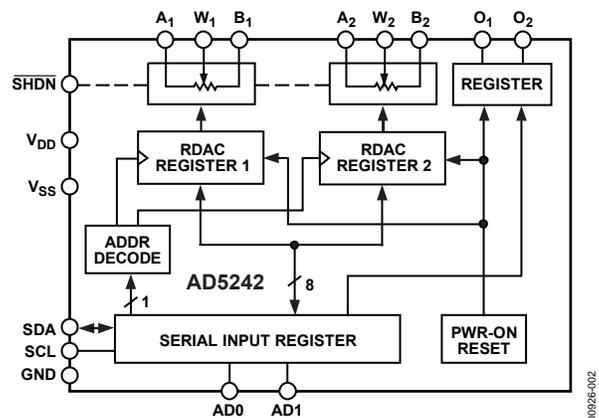 A1 W1 B1 A2 W2 B2 O1 O2
SHDN
REGISTER
VDD
RDAC
REGISTER 1
RDAC
REGISTER 2
VSS
ADDR
DECODE
AD5242
8
1
SDA
SERIAL INPUT REGISTER
PWR-ON
RESET
SCL
GND
AD0 AD1
00926-002